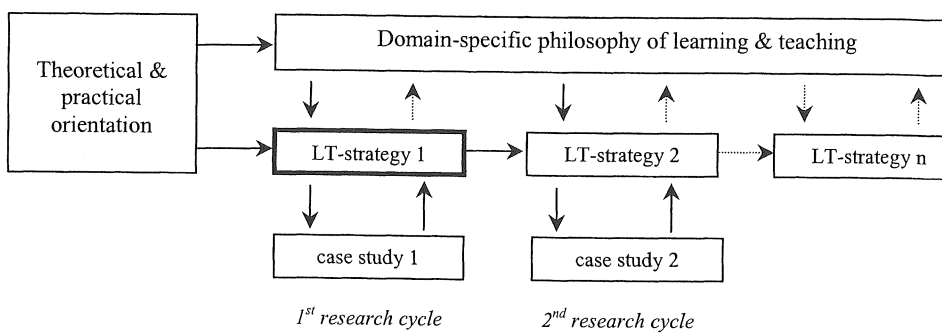 Domain-specific philosophy of learning & teaching
Theoretical &
practical
orientation
LT-strategy 1
LT-strategy 2
LT-strategy n
case study 1
case study 2
1st research cycle
2nd research cycle